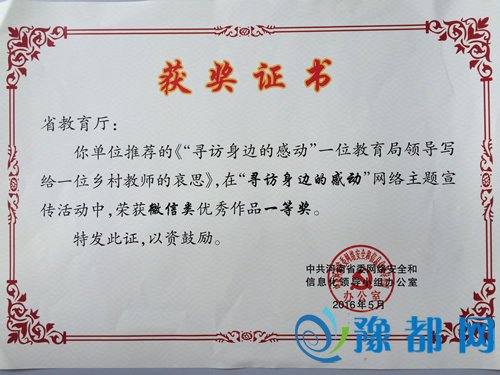 获奖证书
省教育厅：
你单位推荐的《“寻访身边的感动”一位教育局领导写
给一位乡村教师的哀思》，在“寻访身边的感动”网络主题宣
传活动中，荣获微信类优秀作品一等奖。
特发此证，以资鼓励。
中共河南省委网络安全和
信息化领导小组办公室
2016年5月
办公室
豫都网